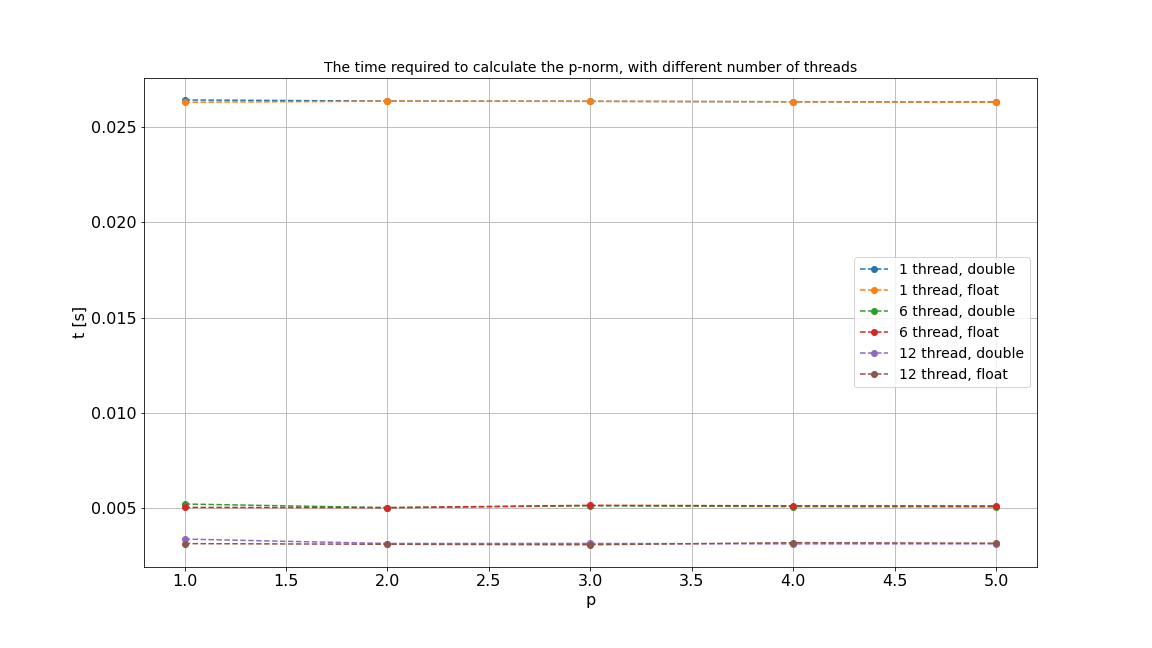 The time required to calculate the p-norm, with different number of threads
0.025
0.020
0.015
0.010
0.005
t [s]
1 thread, double
1 thread, float
6 thread, double
6 thread, float
12 thread, double
12 thread, float
1.0 1.5 2.0 2.5 3.0 3.5 4.0 4.5 5.0
p